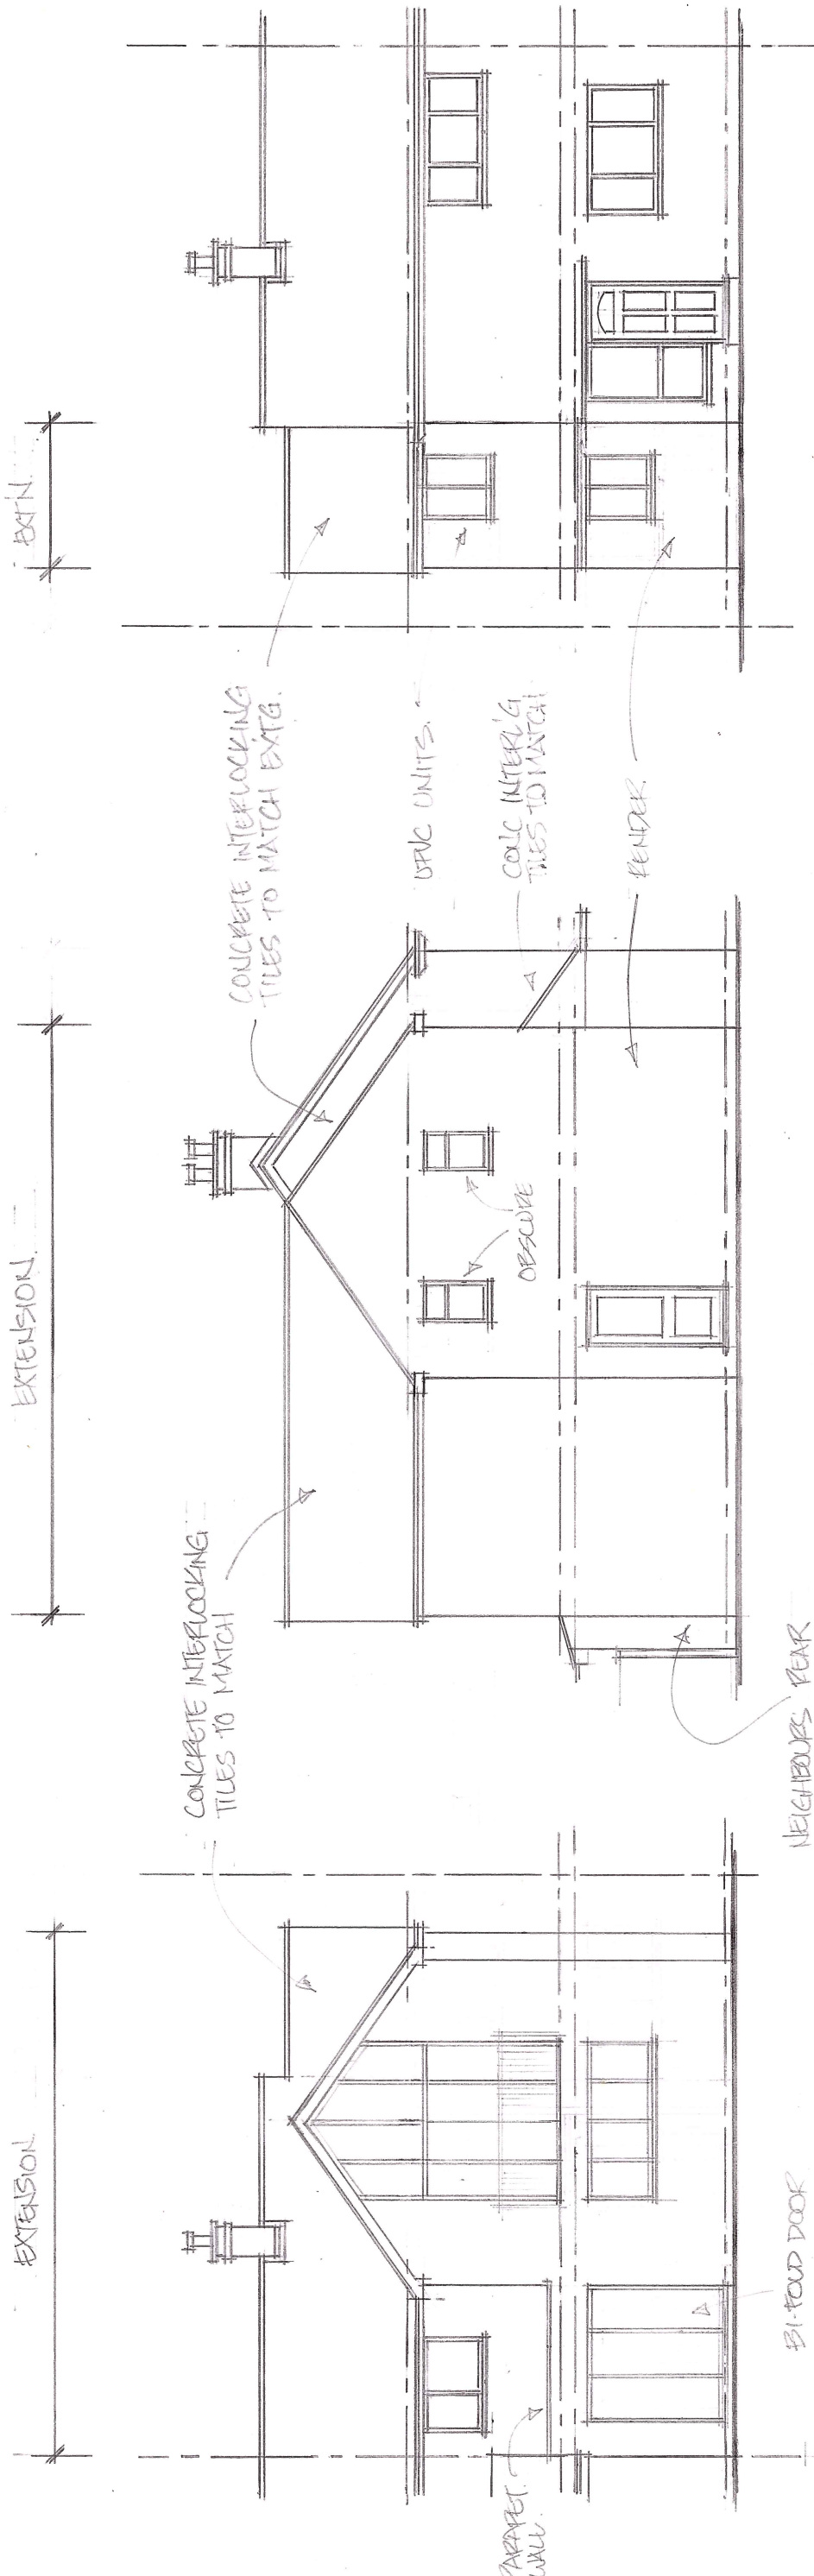 EXTENSION
CONCRETE INTERLOCKING
TILES TO MATCH
PARAPET
WALL.
BI-FOLD DOOR
EXTENSION.
CONCRETE INTERLOCKING
TILES TO MATCH EXTG.
OBSCURE
UPVC UNITS.
CONC INTERL'G
TILES TO MATCH
RENDER.
NEIGHBOURS REAR
EXT'N.